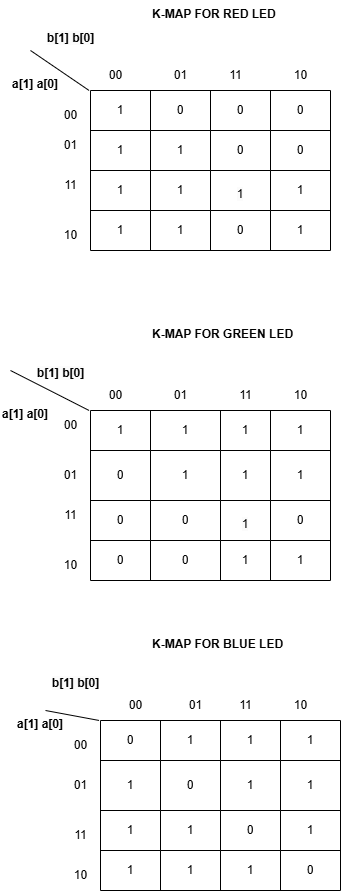 K-MAP FOR RED LED
b[1] b[0]
00 01 11 10
a[1] a[0]
00 1 0 0 0
01 1 1 0 0
11 1 1 1 1
10 1 1 0 1
K-MAP FOR GREEN LED
b[1] b[0]
00 01 11 10
a[1] a[0]
00 1 1 1 1
01 0 1 1 1
11 0 0 1 0
10 0 0 1 1
K-MAP FOR BLUE LED
b[1] b[0]
00 01 11 10
a[1] a[0]
00 0 1 1 1
01 1 0 1 1
11 1 1 0 1
10 1 1 1 0